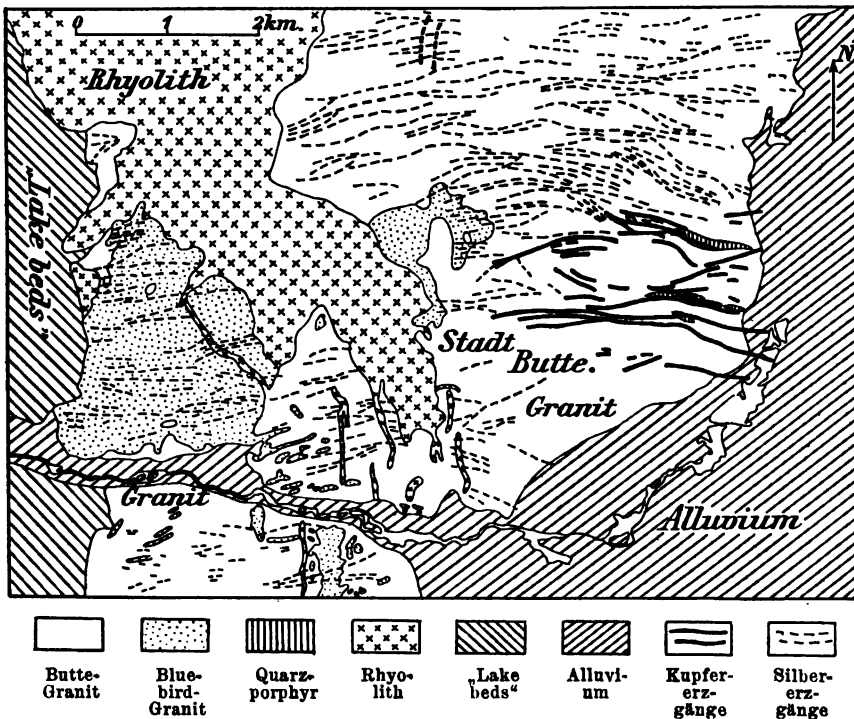 0 1 2km.
Rhyolith
N
„Lake beds“
Stadt
Butte.
Granit
Granit
Alluvium
Butte-
Granit
Blue-
bird-
Granit
Quarz-
porphyr
Rhyo-
lith
„Lake
beds“
Alluvi-
um
Kupfer-
erz-
gänge
Silber-
erz-
gänge